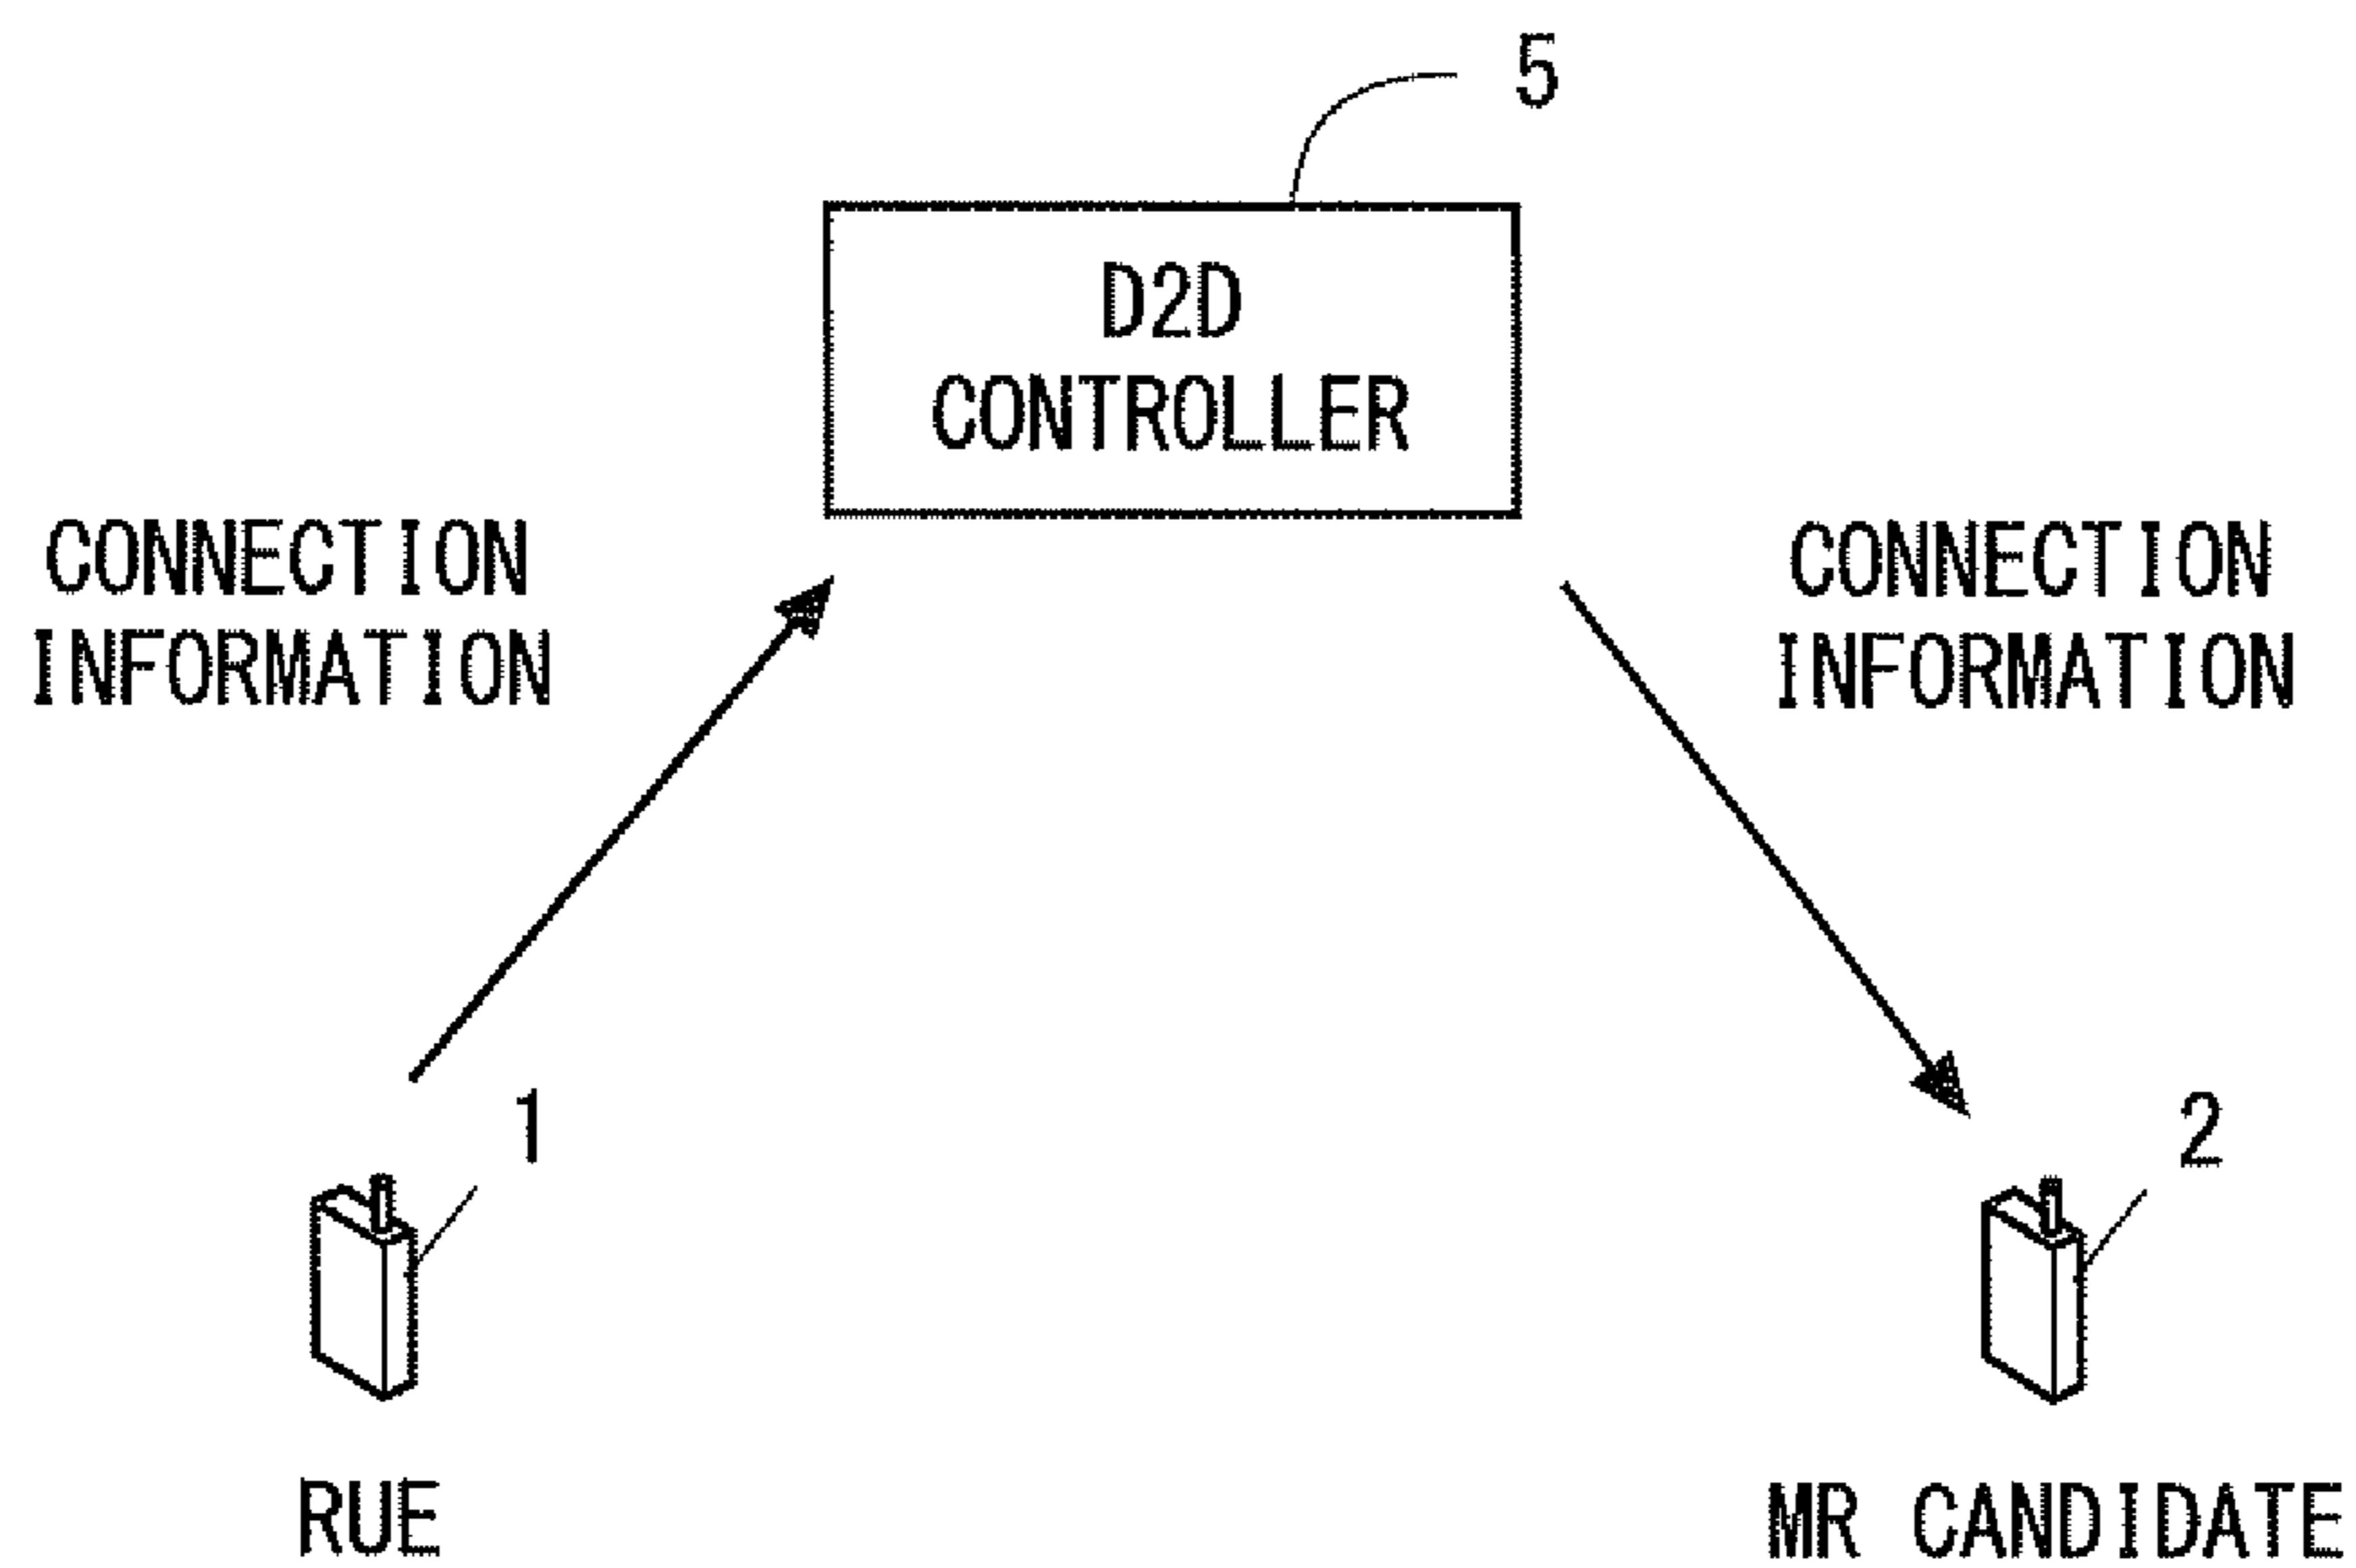 5
D2D
CONTROLLER
CONNECTION
INFORMATION
CONNECTION
INFORMATION
1
2
RUE
MR CANDIDATE